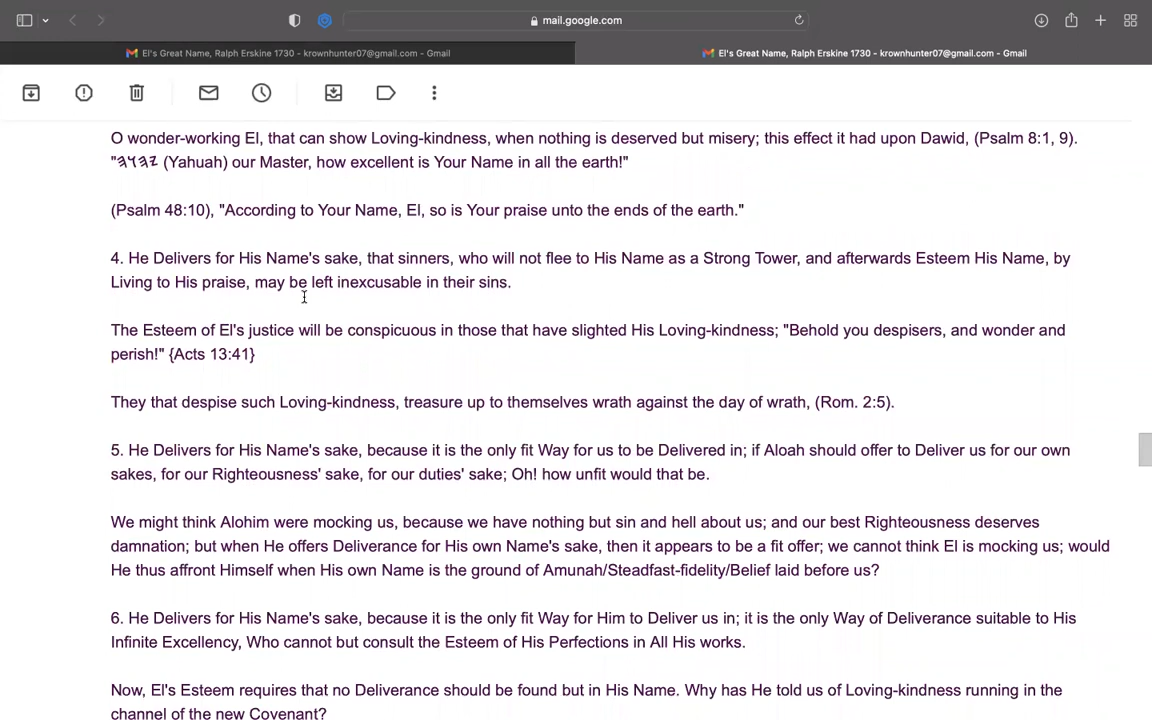 mail.google.com
El's Great Name, Ralph Erskine 1730 - krownhunter07@gmail.com - Gmail
El's Great Name, Ralph Erskine 1730 - krownhunter07@gmail.com - Gmail
O wonder-working El, that can show Loving-kindness, when nothing is deserved but misery; this effect it had upon Dawid, (Psalm 8:1, 9).
"𐤄𐤅𐤄𐤉 (Yahuah) our Master, how excellent is Your Name in all the earth!"
(Psalm 48:10), "According to Your Name, El, so is Your praise unto the ends of the earth."
4. He Delivers for His Name's sake, that sinners, who will not flee to His Name as a Strong Tower, and afterwards Esteem His Name, by
Living to His praise, may be left inexcusable in their sins.
The Esteem of El's justice will be conspicuous in those that have slighted His Loving-kindness; "Behold you despisers, and wonder and
perish!" {Acts 13:41}
They that despise such Loving-kindness, treasure up to themselves wrath against the day of wrath, (Rom. 2:5).
5. He Delivers for His Name's sake, because it is the only fit Way for us to be Delivered in; if Aloah should offer to Deliver us for our own
sakes, for our Righteousness' sake, for our duties' sake; Oh! how unfit would that be.
We might think Alohim were mocking us, because we have nothing but sin and hell about us; and our best Righteousness deserves
damnation; but when He offers Deliverance for His own Name's sake, then it appears to be a fit offer; we cannot think El is mocking us; would
He thus affront Himself when His own Name is the ground of Amunah/Steadfast-fidelity/Belief laid before us?
6. He Delivers for His Name's sake, because it is the only fit Way for Him to Deliver us in; it is the only Way of Deliverance suitable to His
Infinite Excellency, Who cannot but consult the Esteem of His Perfections in All His works.
Now, El's Esteem requires that no Deliverance should be found but in His Name. Why has He told us of Loving-kindness running in the
channel of the new Covenant?